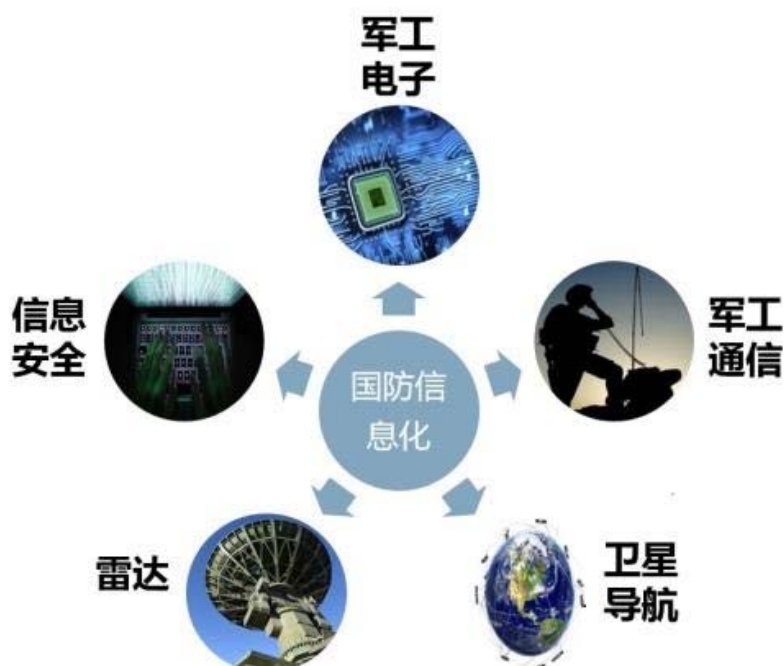 军工
电子
信息
安全
军工
通信
国防信
息化
雷达
卫星
导航